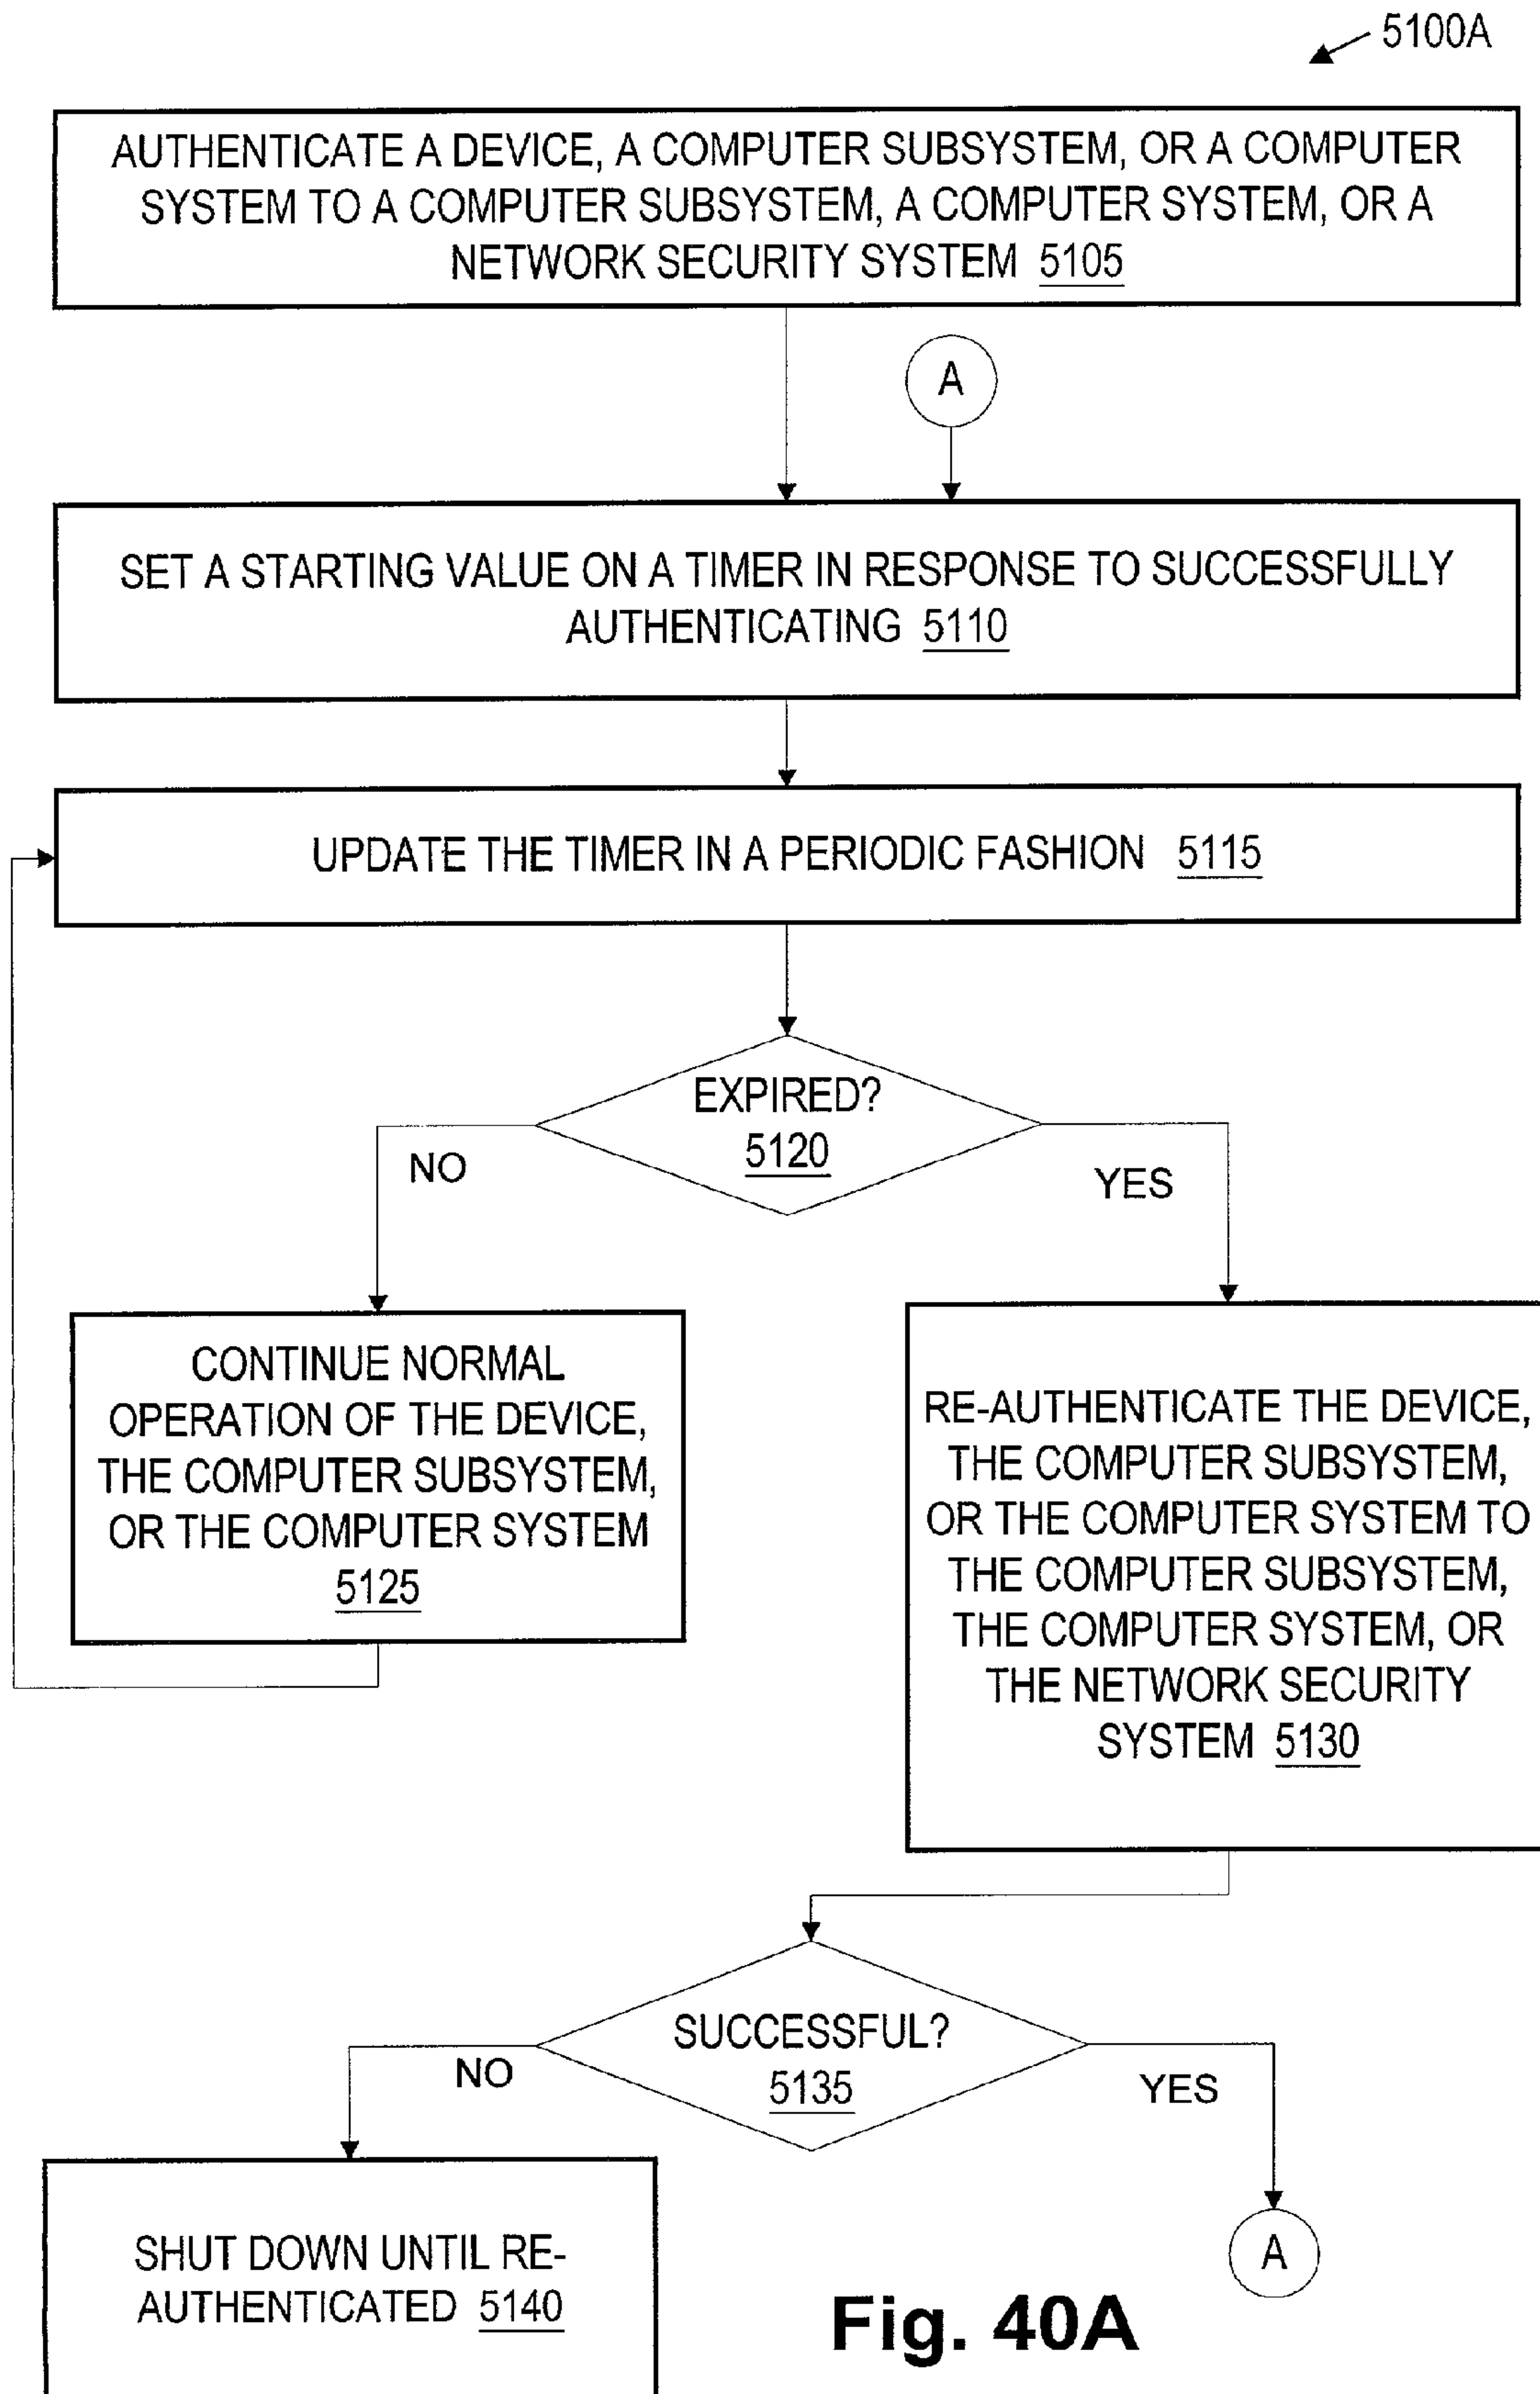 5100A
AUTHENTICATE A DEVICE, A COMPUTER SUBSYSTEM, OR A COMPUTER
SYSTEM TO A COMPUTER SUBSYSTEM, A COMPUTER SYSTEM, OR A
NETWORK SECURITY SYSTEM 5105
A
SET A STARTING VALUE ON A TIMER IN RESPONSE TO SUCCESSFULLY
AUTHENTICATING 5110
UPDATE THE TIMER IN A PERIODIC FASHION 5115
EXPIRED?
5120
NO
YES
CONTINUE NORMAL
OPERATION OF THE DEVICE,
THE COMPUTER SUBSYSTEM,
OR THE COMPUTER SYSTEM
5125
RE-AUTHENTICATE THE DEVICE,
THE COMPUTER SUBSYSTEM,
OR THE COMPUTER SYSTEM TO
THE COMPUTER SUBSYSTEM,
THE COMPUTER SYSTEM, OR
THE NETWORK SECURITY
SYSTEM 5130
SUCCESSFUL?
5135
NO
YES
SHUT DOWN UNTIL RE-
AUTHENTICATED 5140
A
Fig. 40A